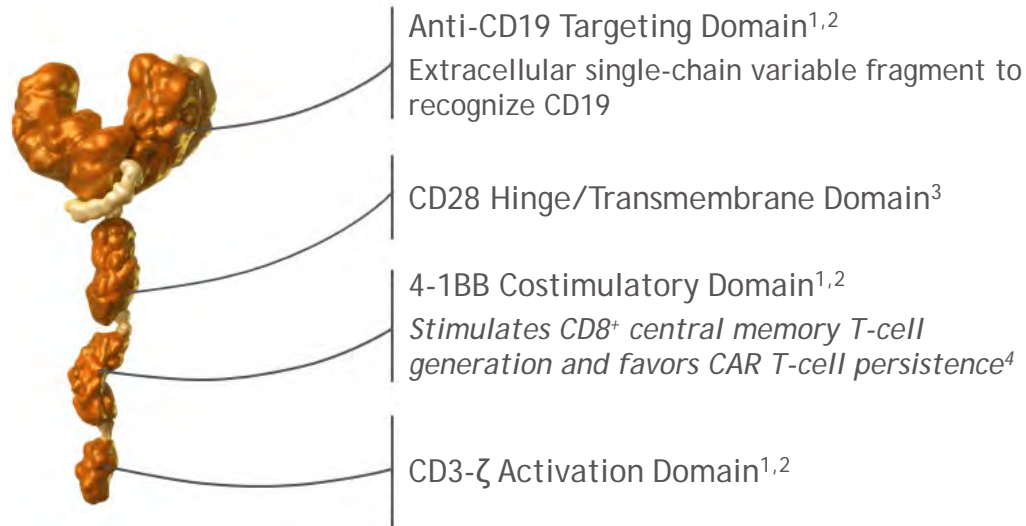 Anti-CD19 Targeting Domain1,2
Extracellular single-chain variable fragment to
recognize CD19
CD28 Hinge/Transmembrane Domain3
4-1BB Costimulatory Domain1,2
Stimulates CD8+ central memory T-cell
generation and favors CAR T-cell persistence4
CD3-ζ Activation Domain1,2